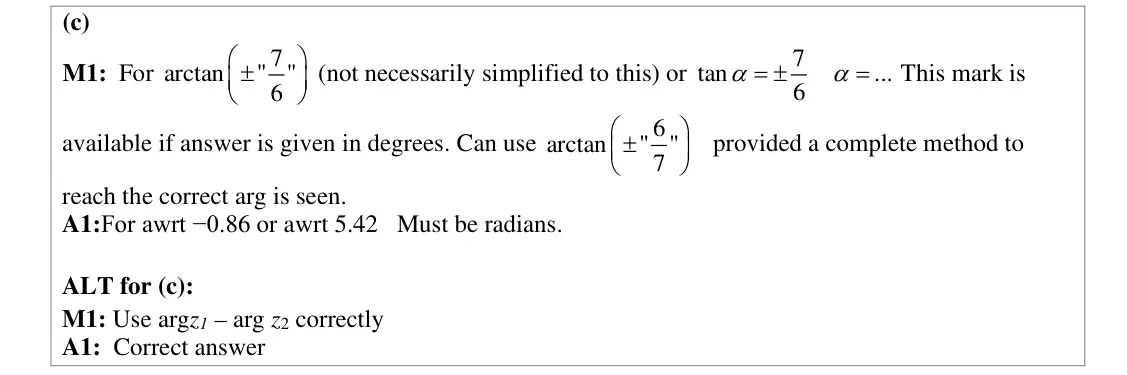 (c)
M1: For arctan(±"7/6") (not necessarily simplified to this) or tan α = ±7/6 α = ... This mark is
available if answer is given in degrees. Can use arctan(±"6/7") provided a complete method to
reach the correct arg is seen.
A1:For awrt −0.86 or awrt 5.42 Must be radians.
ALT for (c):
M1: Use argz1 – arg z2 correctly
A1: Correct answer